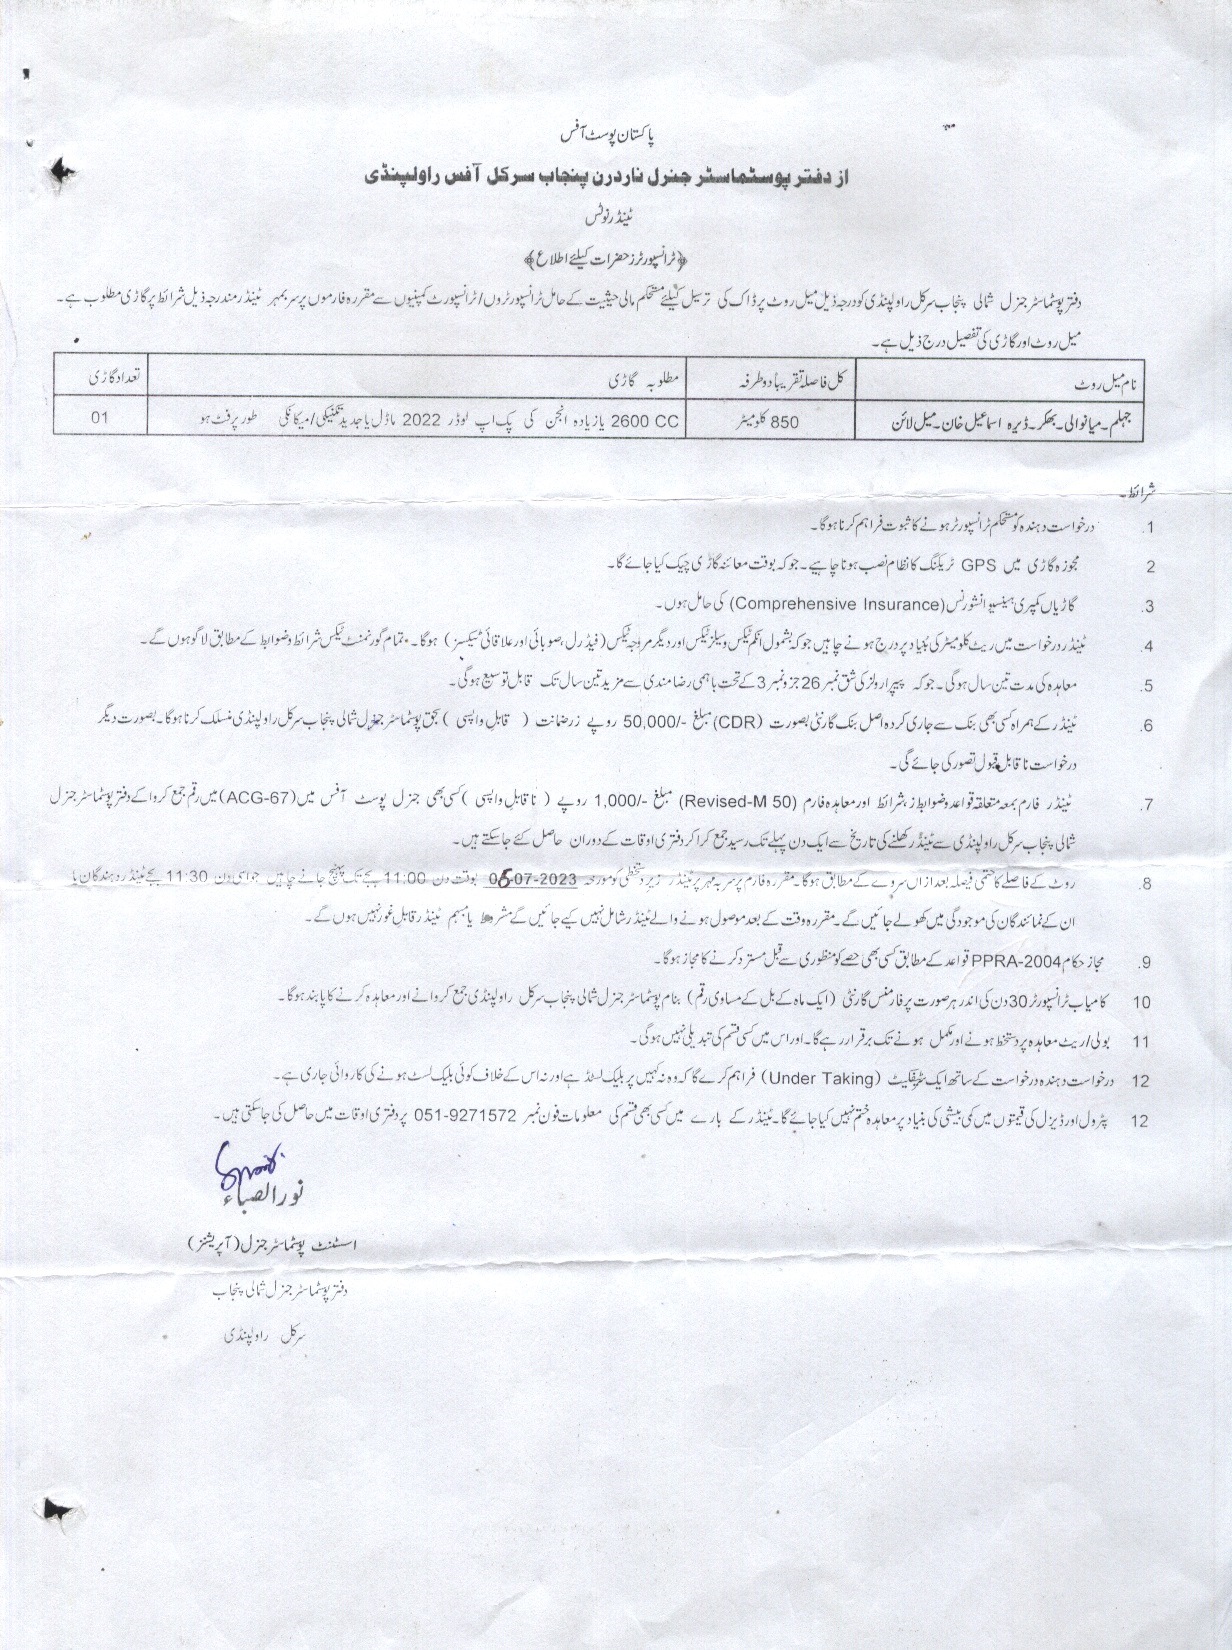 پاکستان پوسٹ آفس
از دفتر پوسٹماسٹر جنرل ناردرن پنجاب سرکل آفس راولپنڈی
ٹینڈر نوٹس
﴿ٹرانسپورٹرز حضرات کیلئے اطلاع﴾
دفتر پوسٹماسٹر جنرل شمالی پنجاب سرکل راولپنڈی کو درجہ ذیل میل روٹ پر ڈاک کی ترسیل کیلئے مستحکم مالی حیثیت کے حامل ٹرانسپورٹروں/ٹرانسپورٹ کمپنیوں سے مقررہ فارموں پر سربمہر ٹینڈر مندرجہ ذیل شرائط پر گاڑی مطلوب ہے۔
میل روٹ اور گاڑی کی تفصیل درج ذیل ہے۔
نام میل روٹ کل فاصلہ تقریباً دو طرفہ مطلوبہ گاڑی تعداد گاڑی
جہلم۔میانوالی۔بھکر۔ڈیرہ اسماعیل خان۔میل لائن 850 کلومیٹر 2600 CC یا زیادہ انجن کی پک اپ لوڈر 2022 ماڈل یا جدید تکنیکی/میکانکی طور پر فٹ ہو 01
شرائط۔
1. درخواست دہندہ کو مستحکم ٹرانسپورٹر ہونے کا ثبوت فراہم کرنا ہوگا۔
2 مجوزہ گاڑی میں GPS ٹریکنگ کا نظام نصب ہونا چاہیے۔جو کہ بوقت معائنہ گاڑی چیک کیا جائے گا۔
3. گاڑیاں کمپری ہینسیو انشورنس (Comprehensive Insurance) کی حامل ہوں۔
4. ٹینڈر درخواست میں ریٹ کلومیٹر کی بنیاد پر درج ہونے چاہیں جو کہ بشمول انکم ٹیکس و سیلز ٹیکس اور دیگر مروجہ ٹیکس (فیڈرل،صوبائی اور علاقائی ٹیکسیز) ہوگا۔ تمام گورنمنٹ ٹیکس شرائط و ضوابط کے مطابق لاگو ہوں گے۔
5. معاہدہ کی مدت تین سال ہوگی۔جو کہ پیپرا رولز کی شق نمبر 26 جزو نمبر 3 کے تحت باہمی رضامندی سے مزید تین سال تک قابل توسیع ہوگی۔
6. ٹینڈر کے ہمراہ کسی بھی بنک سے جاری کردہ اصل بنک گارنٹی بصورت (CDR) مبلغ -/50,000 روپے زرضمانت (قابل واپسی) بحق پوسٹماسٹر جنرل شمالی پنجاب سرکل راولپنڈی منسلک کرنا ہوگا۔بصورت دیگر
درخواست ناقابل قبول تصور کی جائے گی۔
7. ٹینڈر فارم بمعہ متعلقہ قواعد و ضوابط زشرائط اور معاہدہ فارم (Revised-M 50) مبلغ -/1,000 روپے (ناقابل واپسی) کسی بھی جنرل پوسٹ آفس میں (ACG-67) میں رقم جمع کروا کے دفتر پوسٹماسٹر جنرل
شمالی پنجاب سرکل راولپنڈی سے ٹینڈر کھلنے کی تاریخ سے ایک دن پہلے تک رسید جمع کرا کر دفتری اوقات کے دوران حاصل کئے جا سکتے ہیں۔
8. روٹ کے فاصلے کا حتمی فیصلہ بعد ازاں سروے کے مطابق ہوگا۔مقررہ فارم پر سربہ مہر ٹینڈر زیر دستخطی کو مورخہ 05-07-2023 بوقت دن 11:00 بجے تک پہنچ جانے چاہیں جو اسی دن 11:30 بجے ٹینڈر دہندگان یا
ان کے نمائندگان کی موجودگی میں کھولے جائیں گے۔مقررہ وقت کے بعد موصول ہونے والے ٹینڈر شامل نہیں کیے جائیں گے مشروط یا مبہم ٹینڈر قابل غور نہیں ہوں گے۔
9. مجاز حکام PPRA-2004 قواعد کے مطابق کسی بھی حصے کو منظوری سے قبل مسترد کرنے کا مجاز ہوگا۔
10 کامیاب ٹرانسپورٹر 30 دن کی اندر ہر صورت پرفارمنس گارنٹی (ایک ماہ کے بل کے مساوی رقم) بنام پوسٹماسٹر جنرل شمالی پنجاب سرکل راولپنڈی جمع کروانے اور معاہدہ کرنے کا پابند ہوگا۔
11 بولی/ریٹ معاہدہ پر دستخط ہونے اور مکمل ہونے تک برقرار رہے گا۔اور اس میں کسی قسم کی تبدیلی نہیں ہوگی۔
12 درخواست دہندہ درخواست کے ساتھ ایک سرٹیفکیٹ (Under Taking) فراہم کرے گا کہ وہ نہ کہیں پر بلیک لسٹڈ ہے اور نہ اس کے خلاف کوئی بلیک لسٹ ہونے کی کاروائی جاری ہے۔
12 پٹرول اور ڈیزل کی قیمتوں میں کمی بیشی کی بنیاد پر معاہدہ ختم نہیں کیا جائے گا۔ٹینڈر کے بارے میں کسی بھی قسم کی معلومات فون نمبر 051-9271572 پر دفتری اوقات میں حاصل کی جاسکتی ہیں۔
نور الصباء
اسسٹنٹ پوسٹماسٹر جنرل (آپریشنز)
دفتر پوسٹماسٹر جنرل شمالی پنجاب
سرکل راولپنڈی